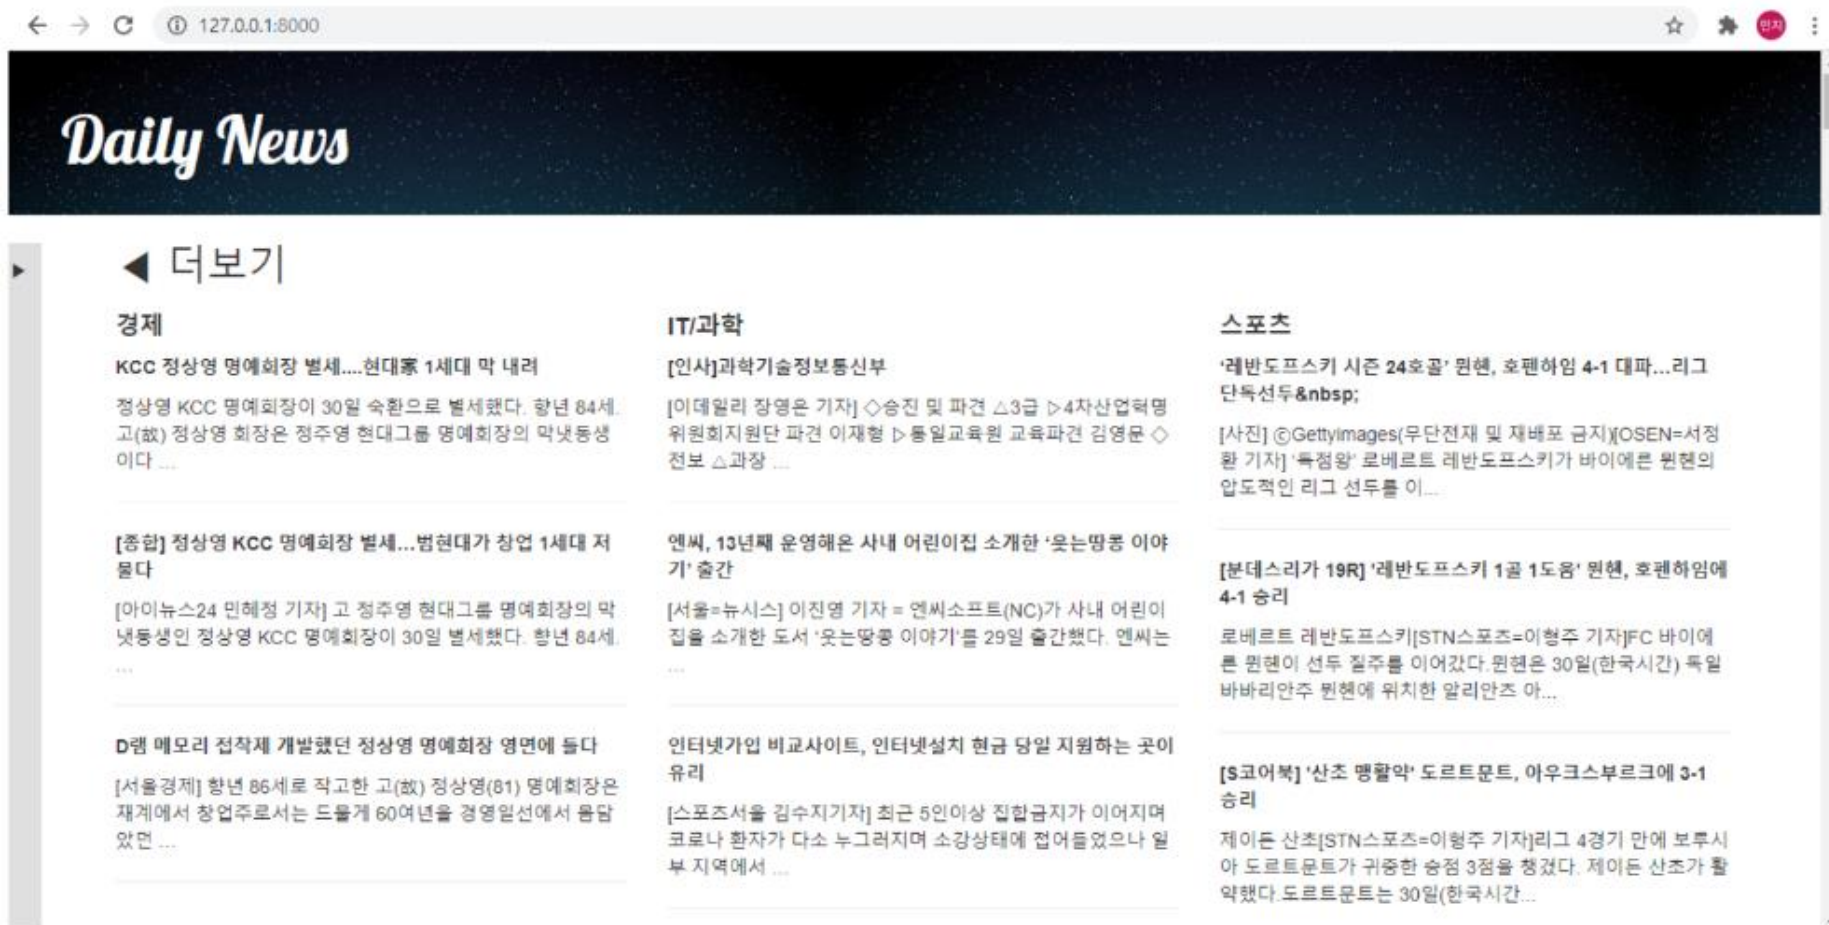 127.0.0.1:8000
민지
Daily News
▶
◀ 더보기
경제
KCC 정상영 명예회장 별세....현대家 1세대 막 내려
정상영 KCC 명예회장이 30일 숙환으로 별세했다. 향년 84세.
고(故) 정상영 회장은 정주영 현대그룹 명예회장의 막냇동생
이다 ...
[종합] 정상영 KCC 명예회장 별세…범현대가 창업 1세대 저
물다
[아이뉴스24 민혜정 기자] 고 정주영 현대그룹 명예회장의 막
냇동생인 정상영 KCC 명예회장이 30일 별세했다. 향년 84세.
...
D램 메모리 접착제 개발했던 정상영 명예회장 영면에 들다
[서울경제] 향년 86세로 작고한 고(故) 정상영(81) 명예회장은
재계에서 창업주로서는 드물게 60여년을 경영일선에서 몸담
았던 ...
IT/과학
[인사]과학기술정보통신부
[이데일리 장영은 기자] ◇승진 및 파견 △3급 ▷4차산업혁명
위원회지원단 파견 이재형 ▷통일교육원 교육파견 김영문 ◇
전보 △과장 ...
엔씨, 13년째 운영해온 사내 어린이집 소개한 ‘웃는땅콩 이야
기’ 출간
[서울=뉴시스] 이진영 기자 = 엔씨소프트(NC)가 사내 어린이
집을 소개한 도서 ‘웃는땅콩 이야기’를 29일 출간했다. 엔씨는
...
인터넷가입 비교사이트, 인터넷설치 현금 당일 지원하는 곳이
유리
[스포츠서울 김수지기자] 최근 5인이상 집합금지가 이어지며
코로나 환자가 다소 누그러지며 소강상태에 접어들었으나 일
부 지역에서 ...
스포츠
‘레반도프스키 시즌 24호골’ 뮌헨, 호펜하임 4-1 대파…리그
단독선두&nbsp;
[사진] ⓒGettyimages(무단전재 및 재배포 금지)[OSEN=서정
환 기자] ‘득점왕’ 로베르트 레반도프스키가 바이에른 뮌헨의
압도적인 리그 선두를 이...
[분데스리가 19R] '레반도프스키 1골 1도움' 뮌헨, 호펜하임에
4-1 승리
로베르트 레반도프스키[STN스포츠=이형주 기자]FC 바이에
른 뮌헨이 선두 질주를 이어갔다.뮌헨은 30일(한국시간) 독일
바바리안주 뮌헨에 위치한 알리안츠 아...
[S코어북] '산초 맹활약' 도르트문트, 아우크스부르크에 3-1
승리
제이든 산초[STN스포츠=이형주 기자]리그 4경기 만에 보루시
아 도르트문트가 귀중한 승점 3점을 챙겼다. 제이든 산초가 활
약했다.도르트문트는 30일(한국시간...